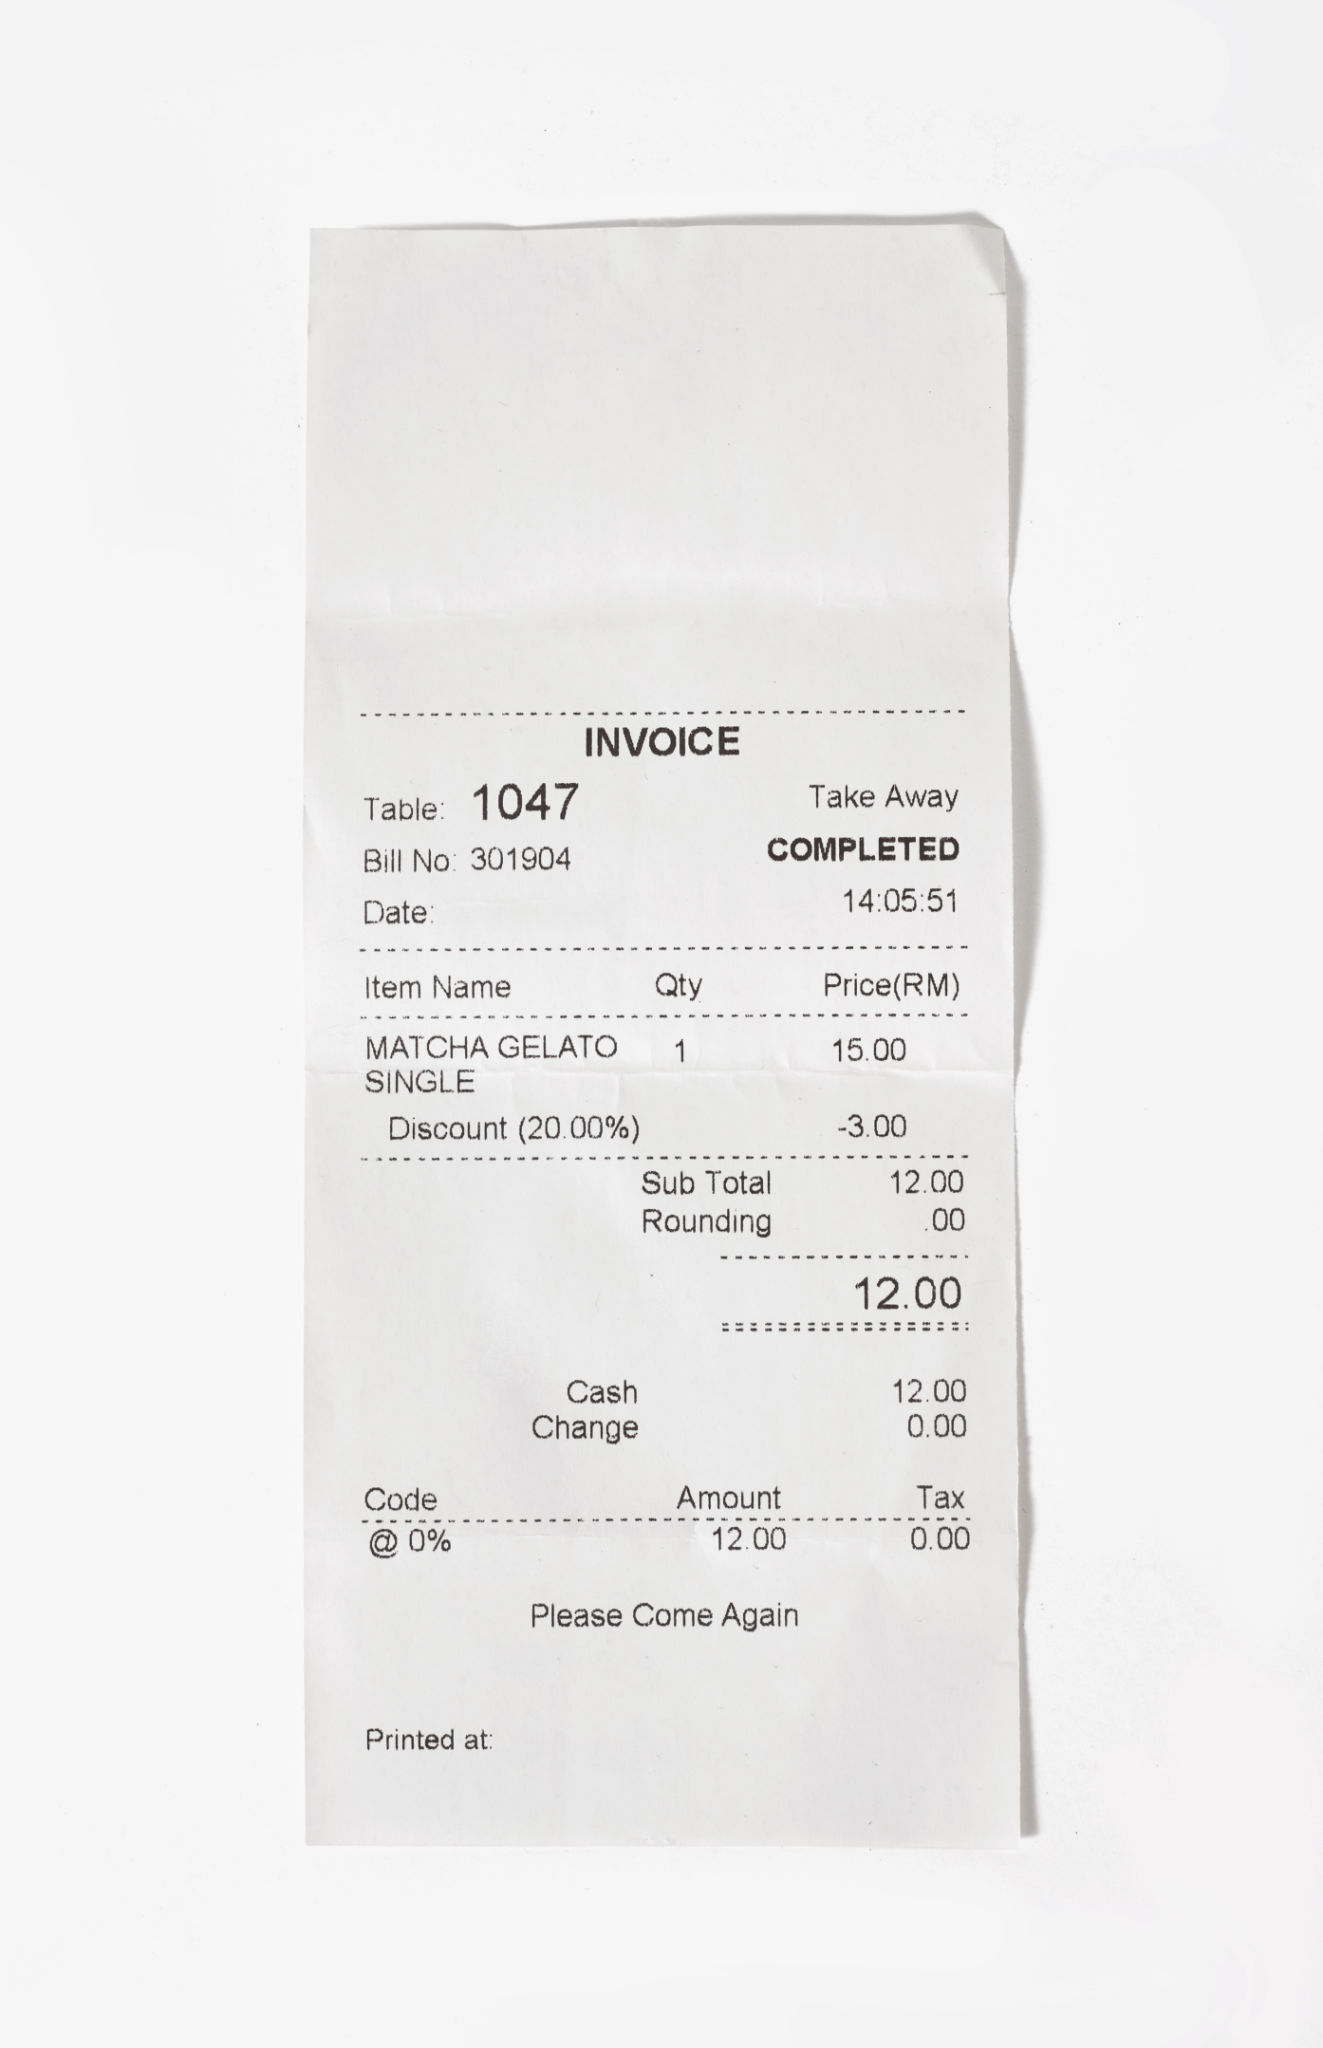 INVOICE
Table: 1047 Take Away
Bill No: 301904 COMPLETED
Date: 14:05:51
Item Name Qty Price(RM)
MATCHA GELATO 1 15.00
SINGLE
Discount (20.00%) -3.00
Sub Total 12.00
Rounding .00
12.00
Cash 12.00
Change 0.00
Code Amount Tax
@ 0% 12.00 0.00
Please Come Again
Printed at: